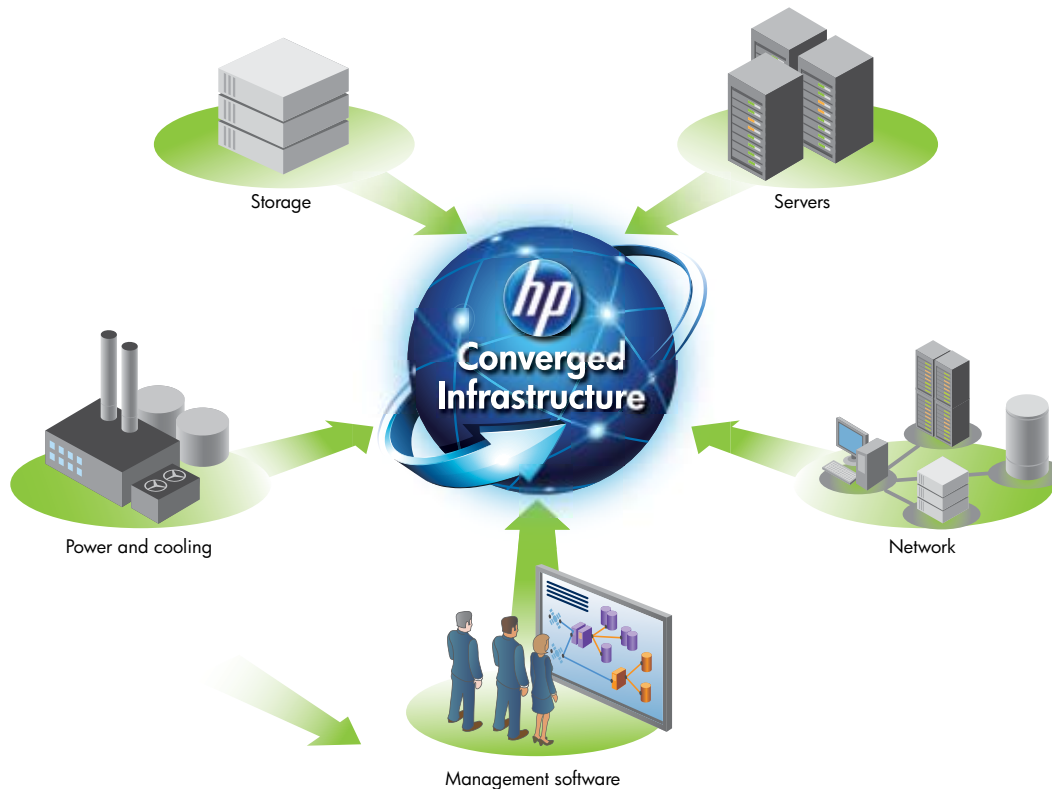 Storage
Servers
hp
Converged
Infrastructure
Power and cooling
Network
Management software